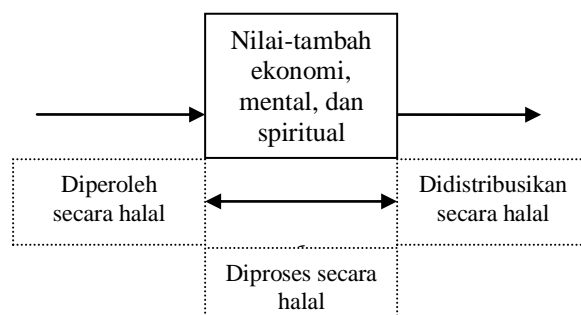 Nilai-tambah
ekonomi,
mental, dan
spiritual
Diperoleh
secara halal
Didistribusikan
secara halal
Diproses secara
halal